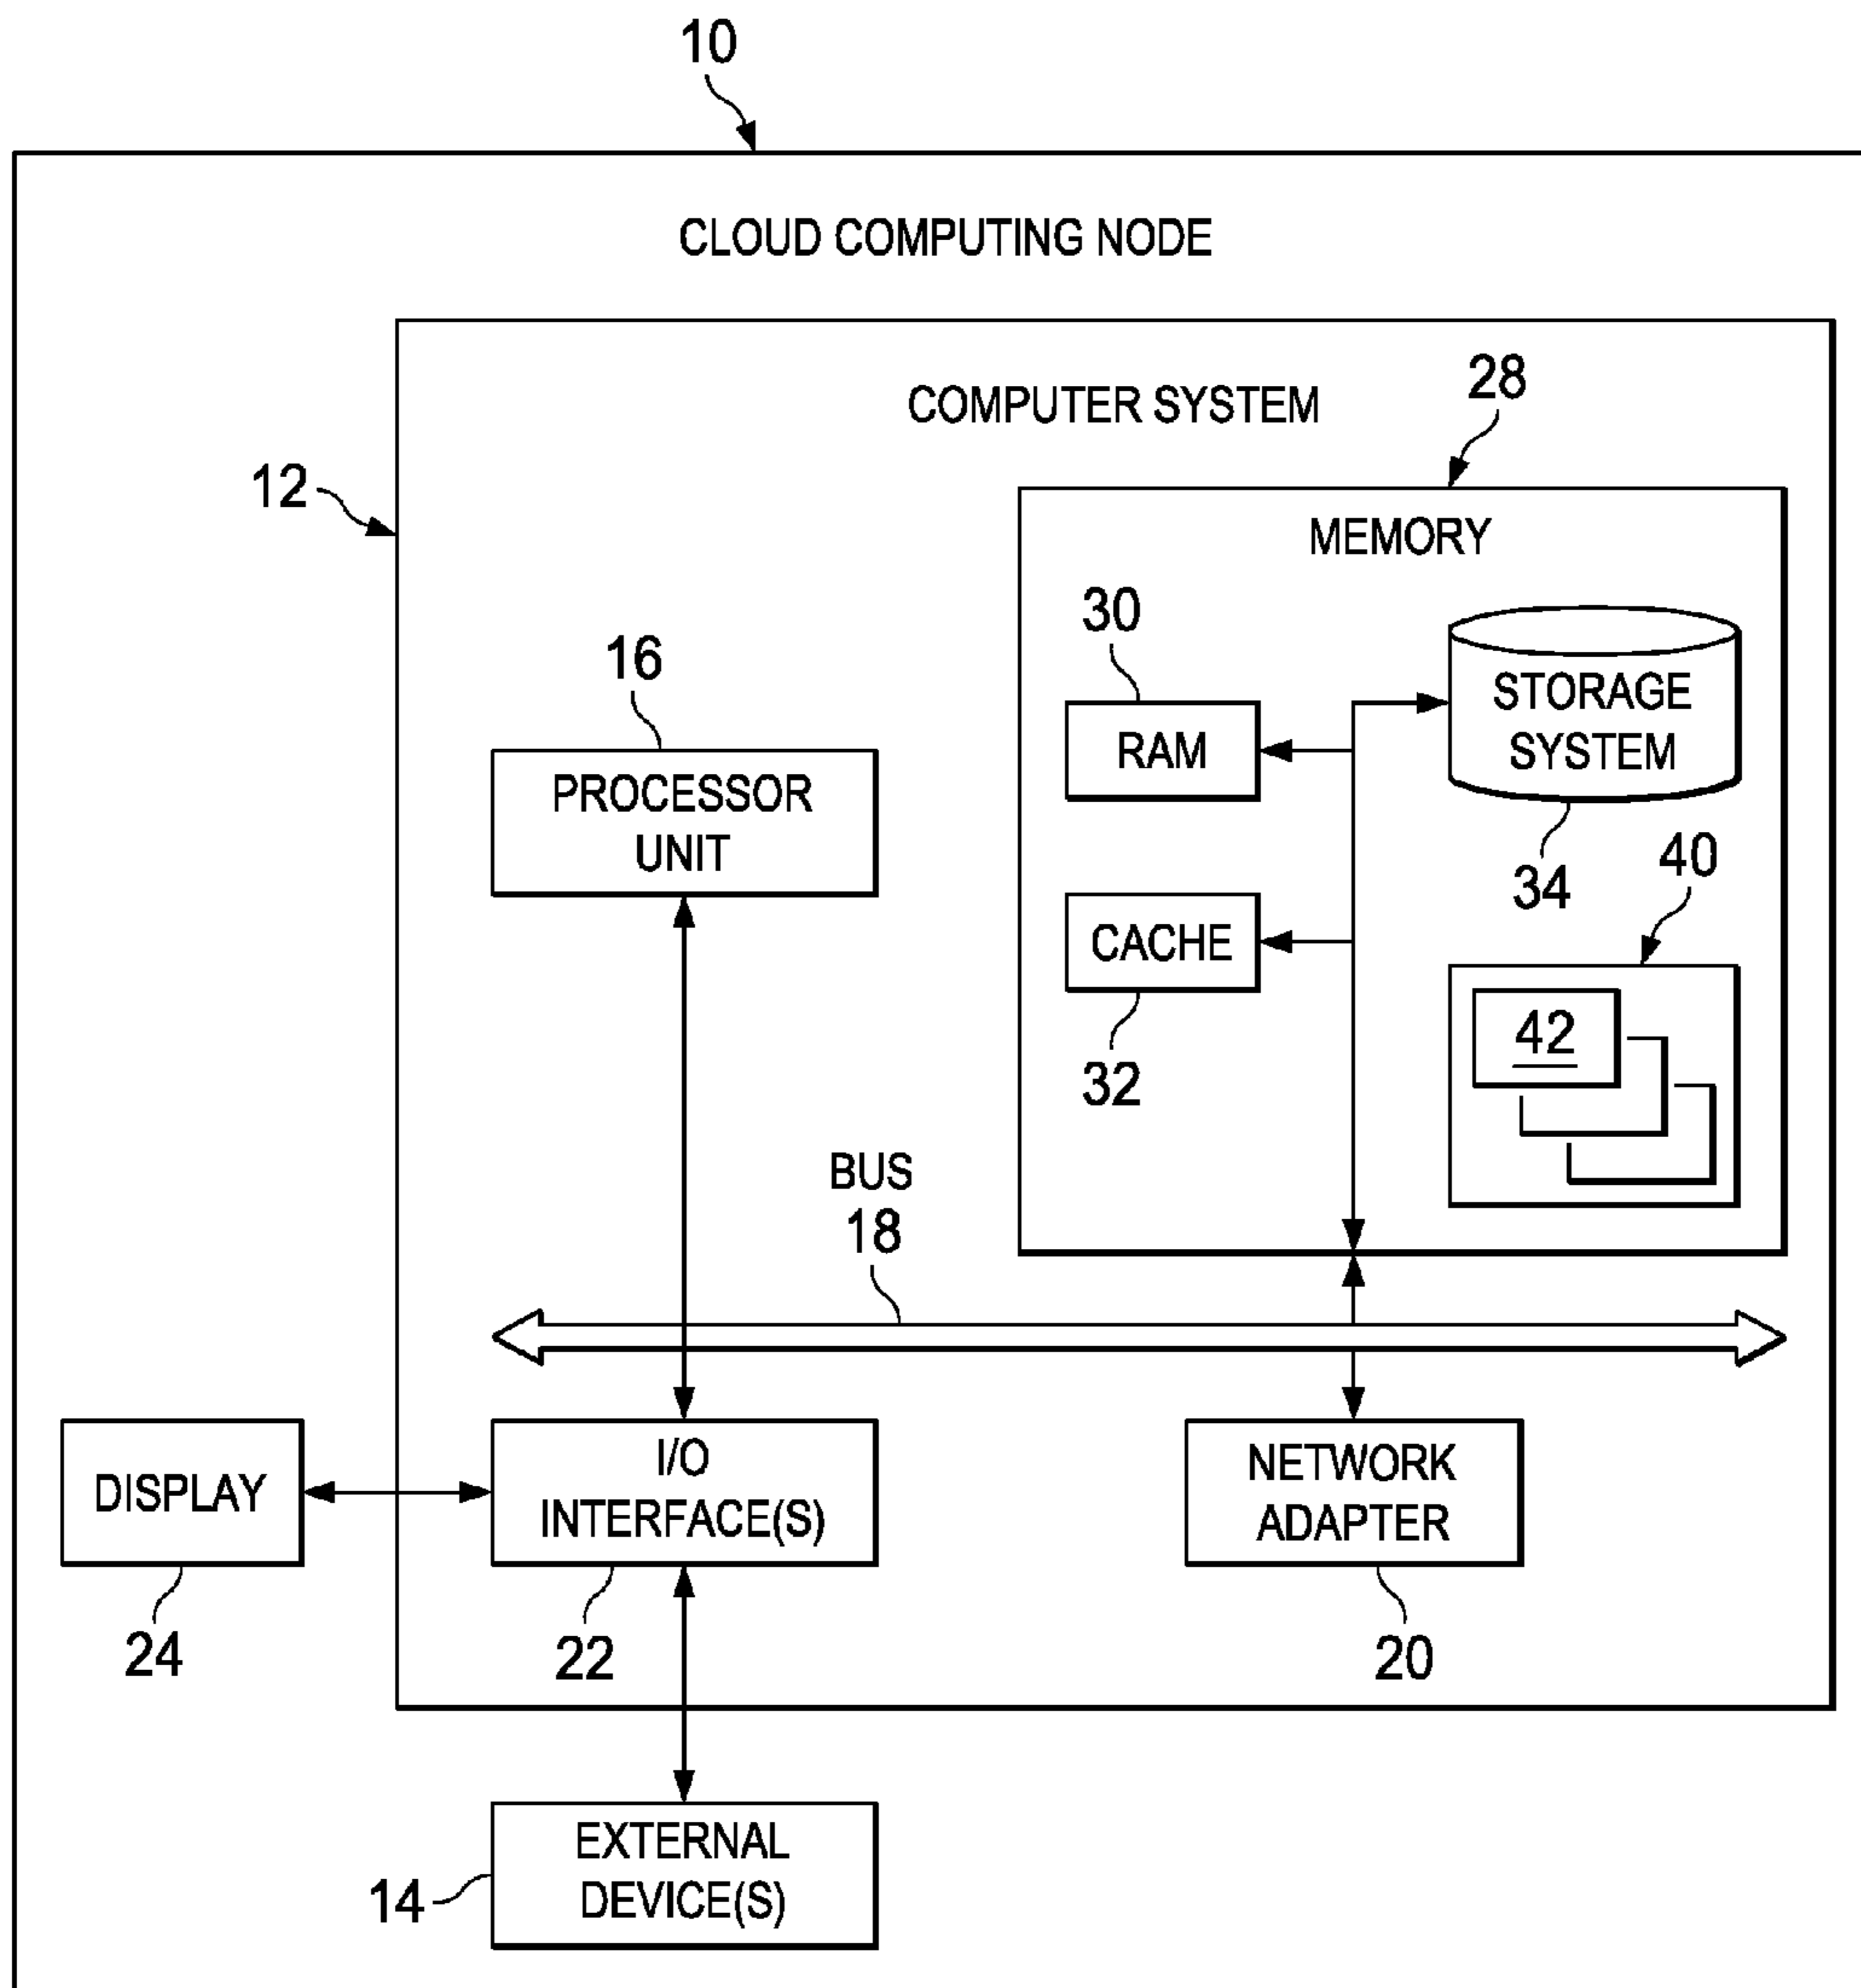 10
CLOUD COMPUTING NODE
COMPUTER SYSTEM
28
12
MEMORY
30
RAM
STORAGE
SYSTEM
34
16
PROCESSOR
UNIT
CACHE
32
40
42
BUS
18
DISPLAY
24
I/O
INTERFACE(S)
22
NETWORK
ADAPTER
20
EXTERNAL
DEVICE(S)
14